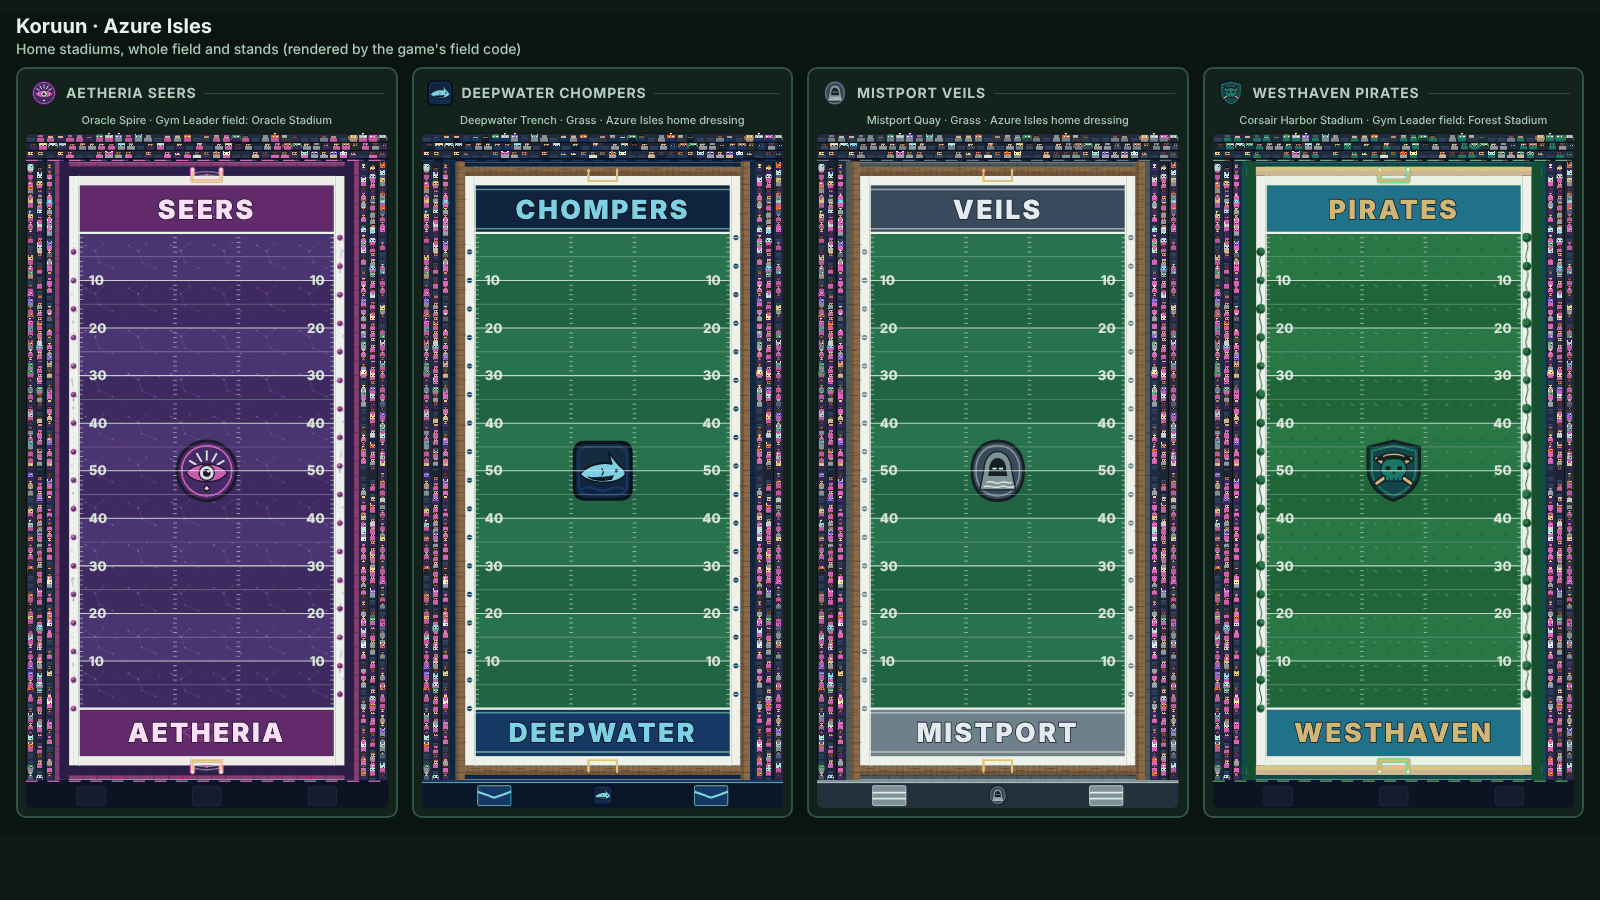 Koruun · Azure Isles
Home stadiums, whole field and stands (rendered by the game's field code)
AETHERIA SEERS
Oracle Spire · Gym Leader field: Oracle Stadium
SEERS
10 10
20 20
30 30
40 40
50 50
40 40
30 30
20 20
10 10
AETHERIA
DEEPWATER CHOMPERS
Deepwater Trench · Grass · Azure Isles home dressing
CHOMPERS
10 10
20 20
30 30
40 40
50 50
40 40
30 30
20 20
10 10
DEEPWATER
MISTPORT VEILS
Mistport Quay · Grass · Azure Isles home dressing
VEILS
10 10
20 20
30 30
40 40
50 50
40 40
30 30
20 20
10 10
MISTPORT
WESTHAVEN PIRATES
Corsair Harbor Stadium · Gym Leader field: Forest Stadium
PIRATES
10 10
20 20
30 30
40 40
50 50
40 40
30 30
20 20
10 10
WESTHAVEN